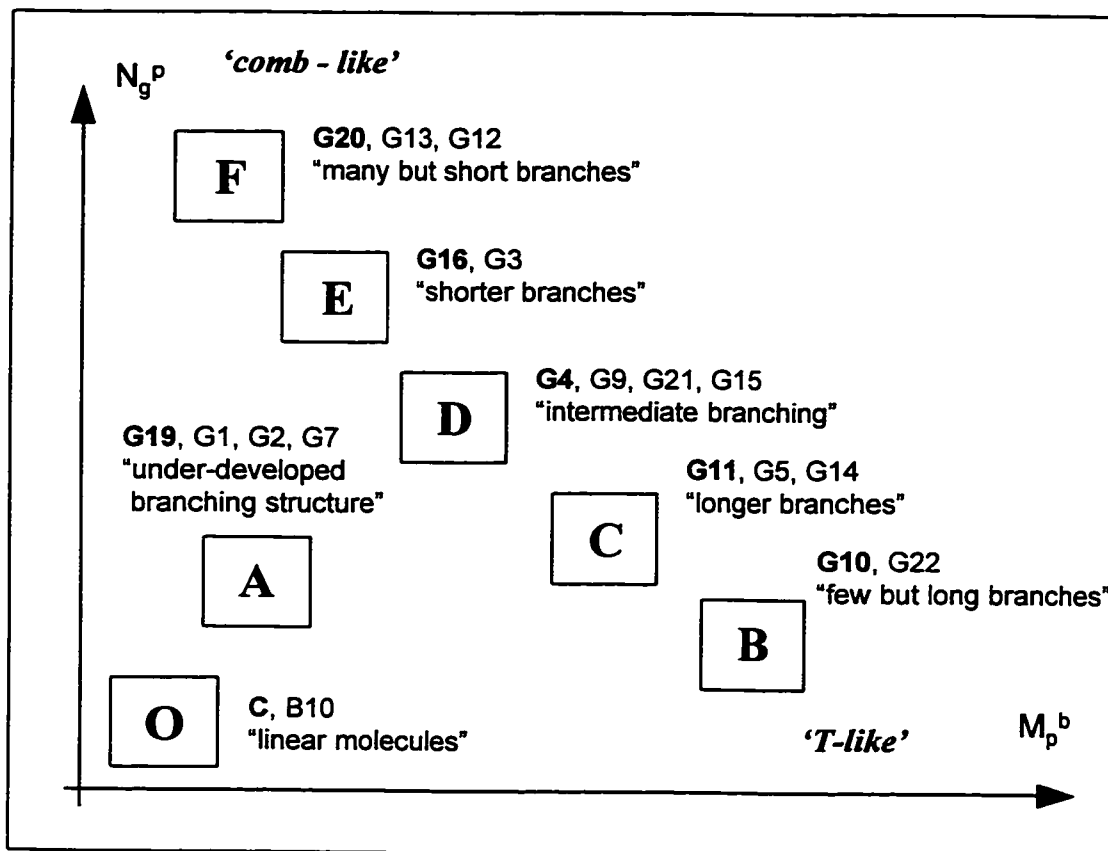 ‘comb - like’
N_g^p
F
G20, G13, G12
“many but short branches”
E
G16, G3
“shorter branches”
D
G4, G9, G21, G15
“intermediate branching”
G19, G1, G2, G7
“under-developed
branching structure”
A
G11, G5, G14
“longer branches”
C
G10, G22
“few but long branches”
B
O
C, B10
“linear molecules”
‘T-like’
M_p^b